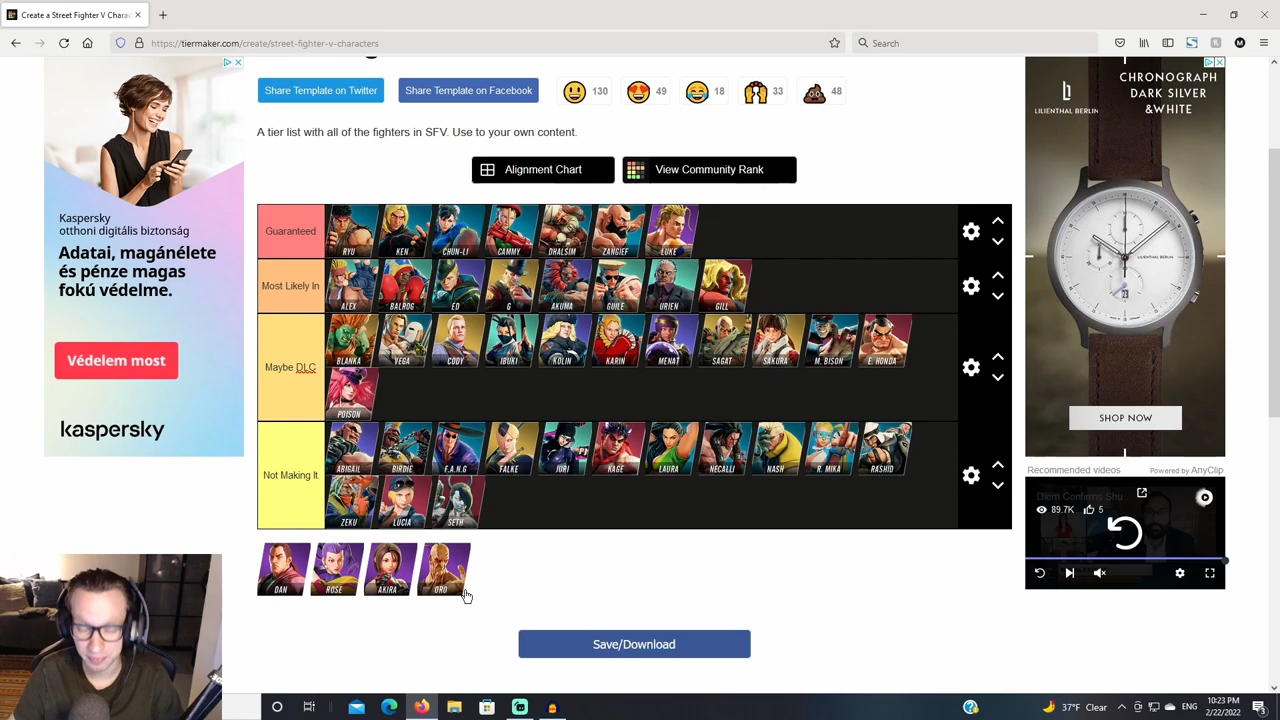 Create a Street Fighter V Charac
https://tiermaker.com/create/street-fighter-v-characters
Search
Share Template on Twitter
Share Template on Facebook
130
49
18
33
48
A tier list with all of the fighters in SFV. Use to your own content.
Alignment Chart
View Community Rank
Guaranteed
RYU
KEN
CHUN-LI
CAMMY
DHALSIM
ZANGIEF
LUKE
Most Likely In
ALEX
BALROG
ED
G
AKUMA
GUILE
URIEN
GILL
Maybe DLC
BLANKA
VEGA
CODY
IBUKI
KOLIN
KARIN
MENAT
SAGAT
SAKURA
M. BISON
E. HONDA
POISON
Not Making It
ABIGAIL
BIRDIE
F.A.N.G
FALKE
JURI
KAGE
LAURA
NECALLI
NASH
R. MIKA
RASHID
ZEKU
LUCIA
SETH
DAN
ROSE
AKIRA
ORO
Save/Download
Kaspersky
otthoni digitális biztonság
Adatai, magánélete
és pénze magas
fokú védelme.
Védelem most
kaspersky
LILIENTHAL BERLIN
CHRONOGRAPH
DARK SILVER
&WHITE
LILIENTHAL BERLIN
23
SHOP NOW
Recommended videos
Powered by AnyClip
Diem Confirms Shu
89.7K
5
37°F Clear
10:23 PM
2/22/2022